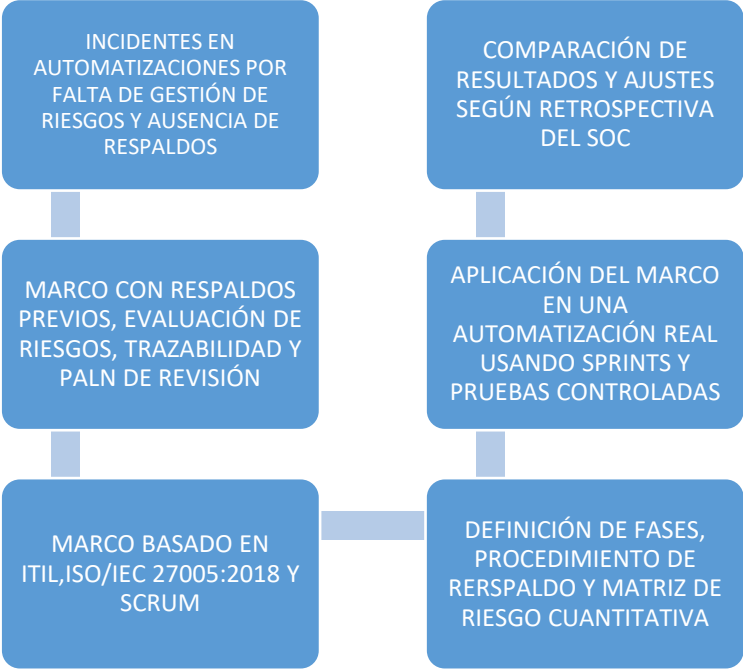 INCIDENTES EN
AUTOMATIZACIONES POR
FALTA DE GESTIÓN DE
RIESGOS Y AUSENCIA DE
RESPALDOS
MARCO CON RESPALDOS
PREVIOS, EVALUACIÓN DE
RIESGOS, TRAZABILIDAD Y
PALN DE REVISIÓN
MARCO BASADO EN
ITIL,ISO/IEC 27005:2018 Y
SCRUM
DEFINICIÓN DE FASES,
PROCEDIMIENTO DE
RERSPALDO Y MATRIZ DE
RIESGO CUANTITATIVA
APLICACIÓN DEL MARCO
EN UNA
AUTOMATIZACIÓN REAL
USANDO SPRINTS Y
PRUEBAS CONTROLADAS
COMPARACIÓN DE
RESULTADOS Y AJUSTES
SEGÚN RETROSPECTIVA
DEL SOC